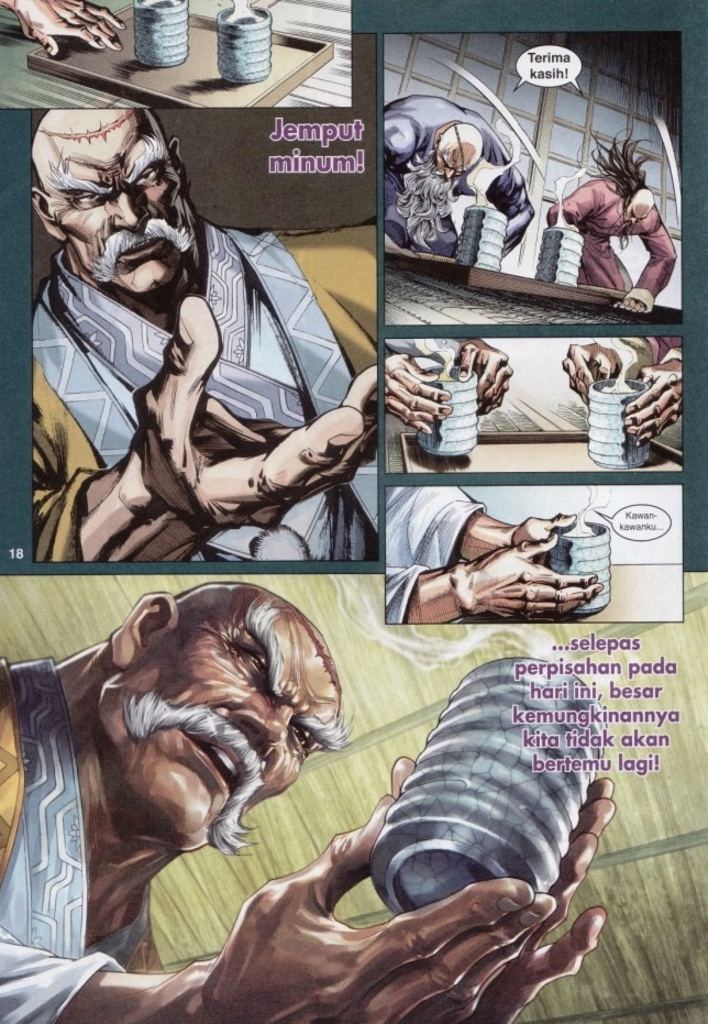 Jemput
minum!
Terima
kasih!
Kawan-
kawanku...
18
...selepas
perpisahan pada
hari ini, besar
kemungkinannya
kita tidak akan
bertemu lagi!